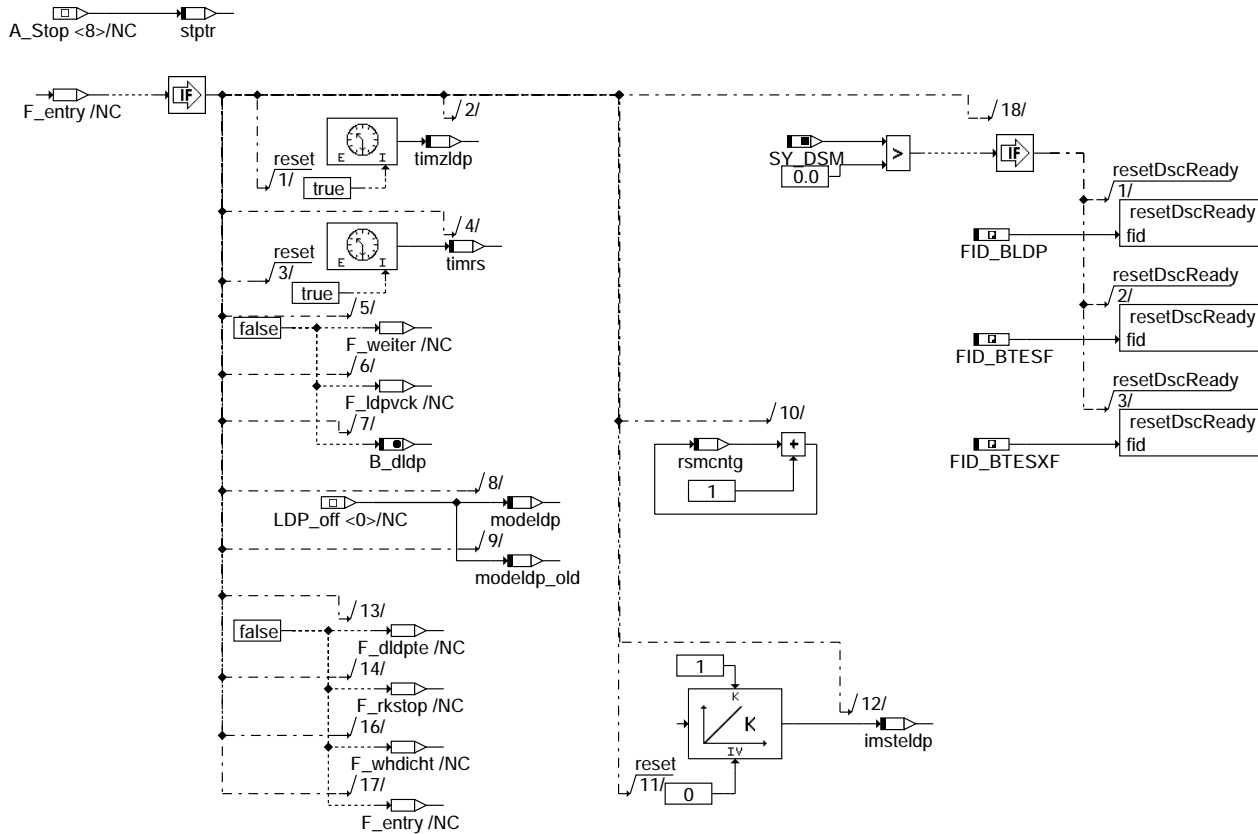 A_Stop <8>/NC
stptr
F_entry /NC
IF
2/
18/
reset
1/
E
I
timzldp
true
SY_DSM
0.0
>
IF
resetDscReady
1/
resetDscReady
fid
FID_BLDP
4/
reset
3/
E
I
timrs
true
resetDscReady
2/
resetDscReady
fid
FID_BTESF
5/
false
F_weiter /NC
6/
F_ldpvck /NC
7/
B_dldp
resetDscReady
3/
resetDscReady
fid
FID_BTESXF
10/
rsmcntg
+
1
8/
LDP_off <0>/NC
modeldp
9/
modeldp_old
13/
false
F_dldpte /NC
14/
F_rkstop /NC
16/
F_whdicht /NC
17/
F_entry /NC
1
K
K
IV
12/
imsteldp
reset
11/
0